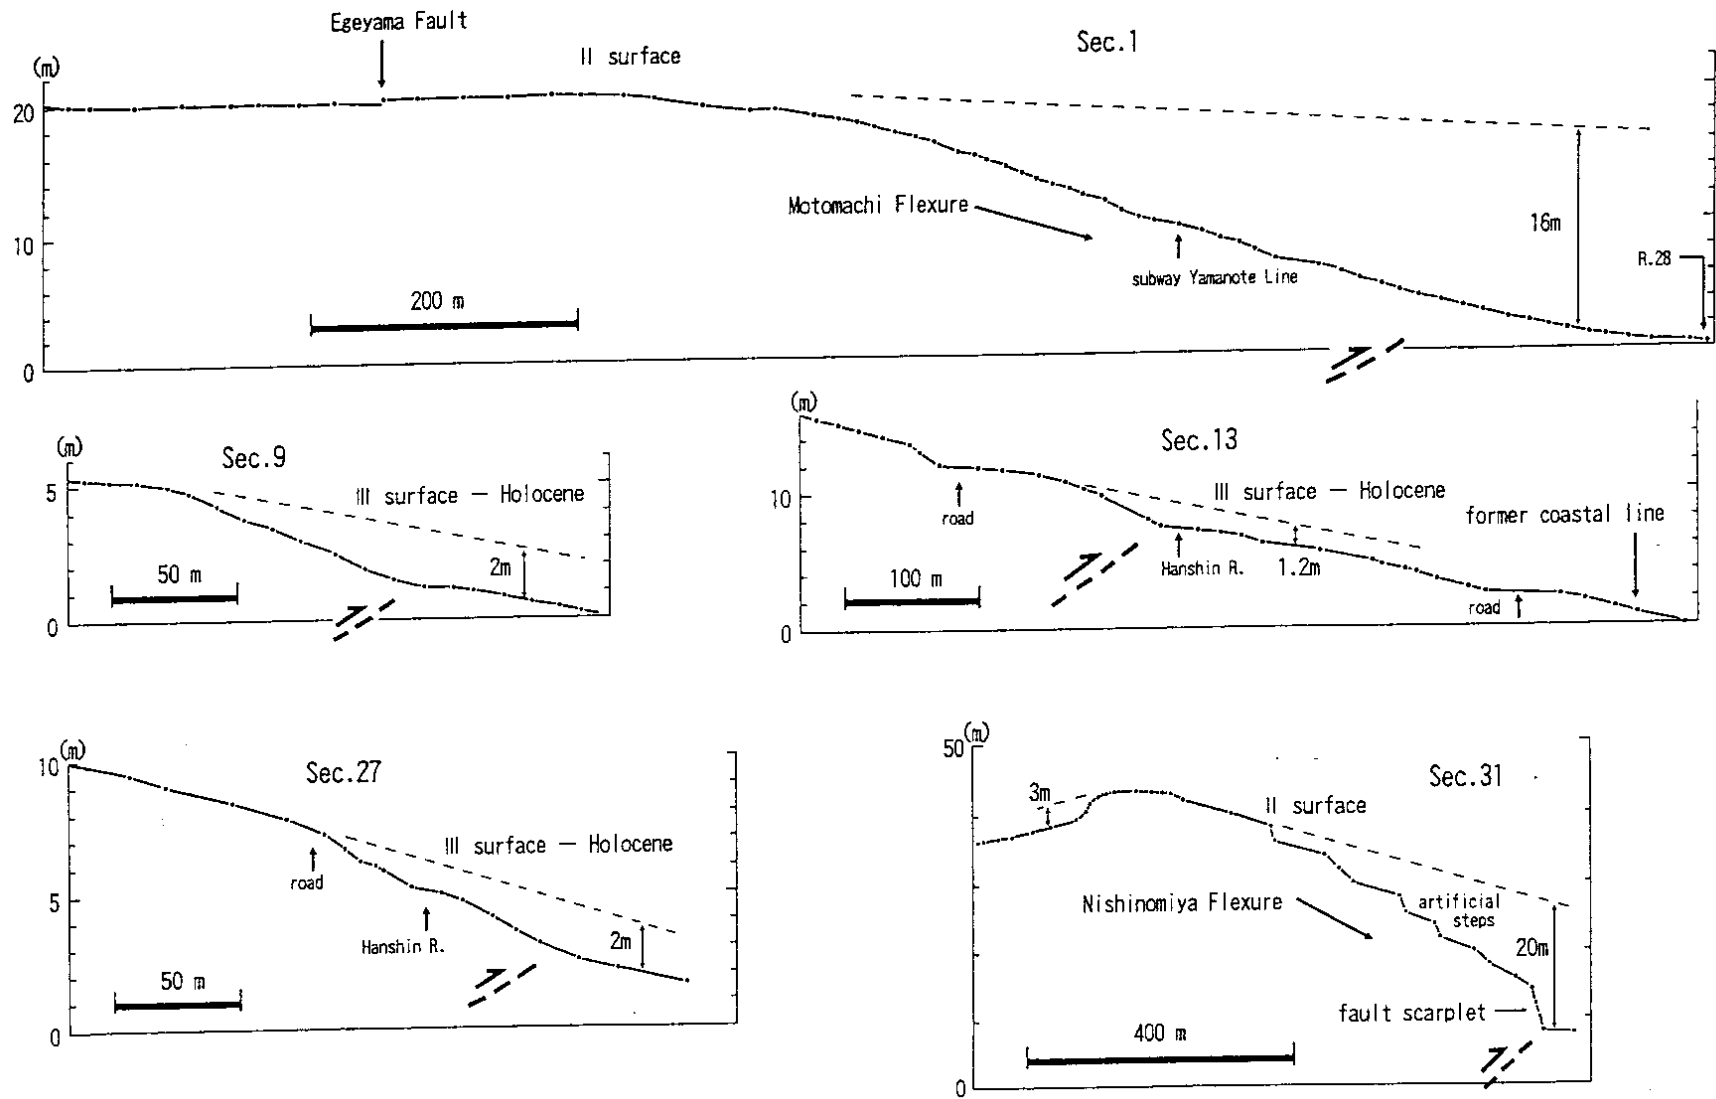 Egeyama Fault
II surface
Sec.1
(m)
20
10
0
Motomachi Flexure
subway Yamanote Line
16m
R.28
200 m
(m)
Sec.9
5
0
III surface — Holocene
2m
50 m
(m)
Sec.13
10
0
road
III surface — Holocene
former coastal line
Hanshin R.
1.2m
100 m
road
(m)
10
5
0
Sec.27
III surface — Holocene
road
Hanshin R.
2m
50 m
(m)
50
0
3m
Sec.31
II surface
Nishinomiya Flexure
artificial
steps
20m
fault scarplet
400 m